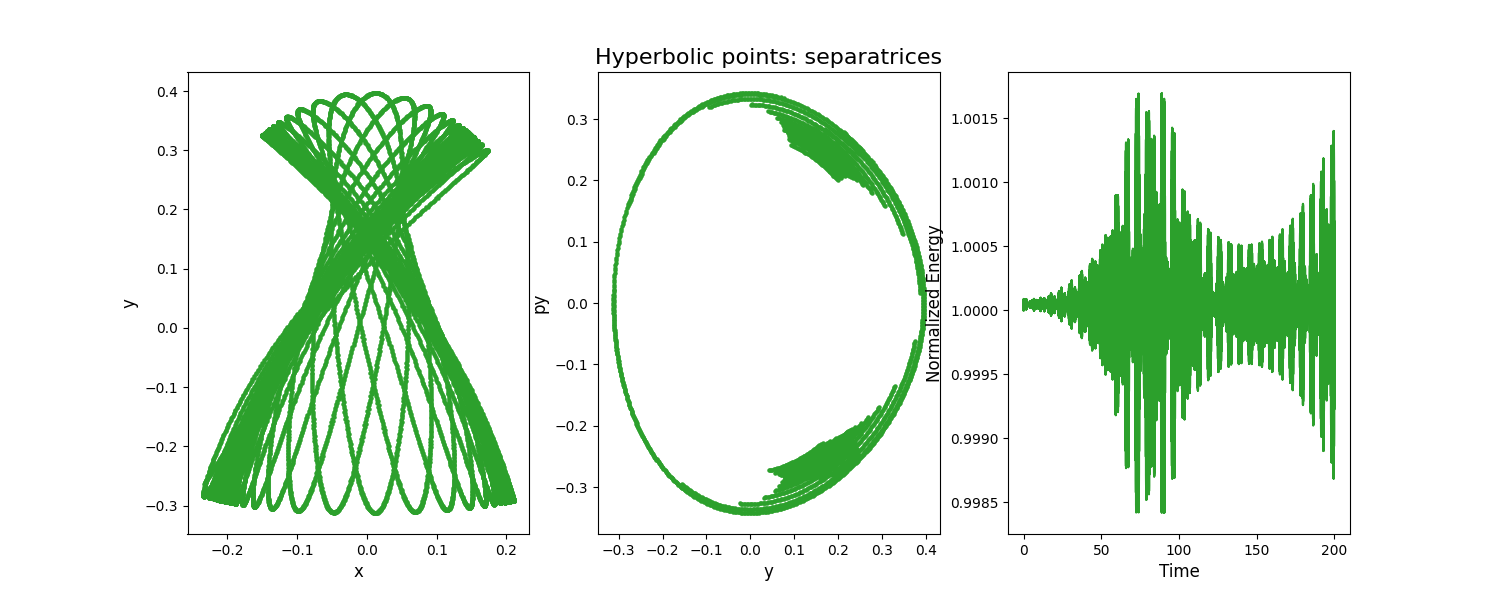 Hyperbolic points: separatrices
0.4
0.3
0.2
0.1
0.0
−0.1
−0.2
−0.3
y
−0.2 −0.1 0.0 0.1 0.2
x
0.3
0.2
0.1
0.0
−0.1
−0.2
−0.3
py
−0.3 −0.2 −0.1 0.0 0.1 0.2 0.3 0.4
y
1.0015
1.0010
1.0005
1.0000
0.9995
0.9990
0.9985
Normalized Energy
0 50 100 150 200
Time